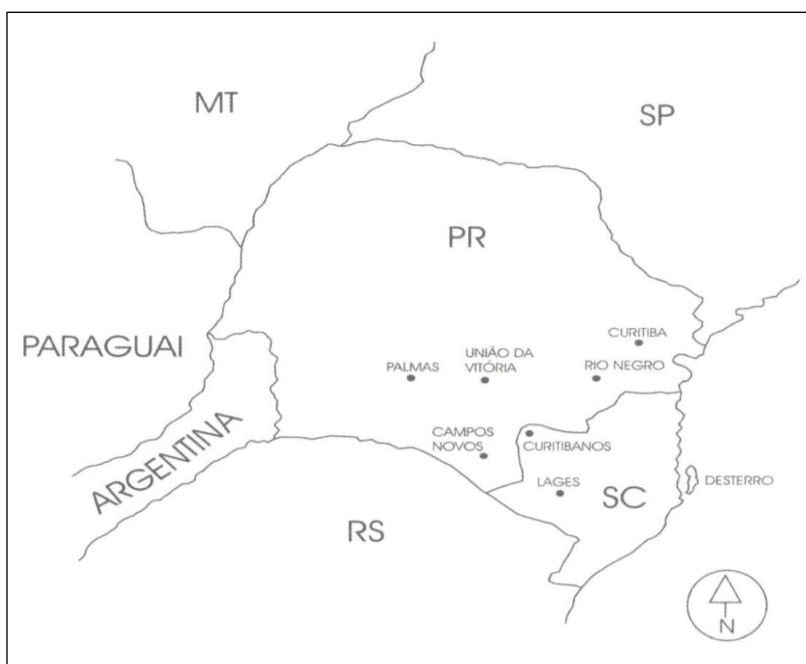 MT
SP
PR
CURITIBA
PARAGUAI
UNIÃO DA
VITÓRIA
PALMAS
RIO NEGRO
ARGENTINA
CAMPOS
NOVOS
CURITIBANOS
LAGES
SC
DESTERRO
RS
N